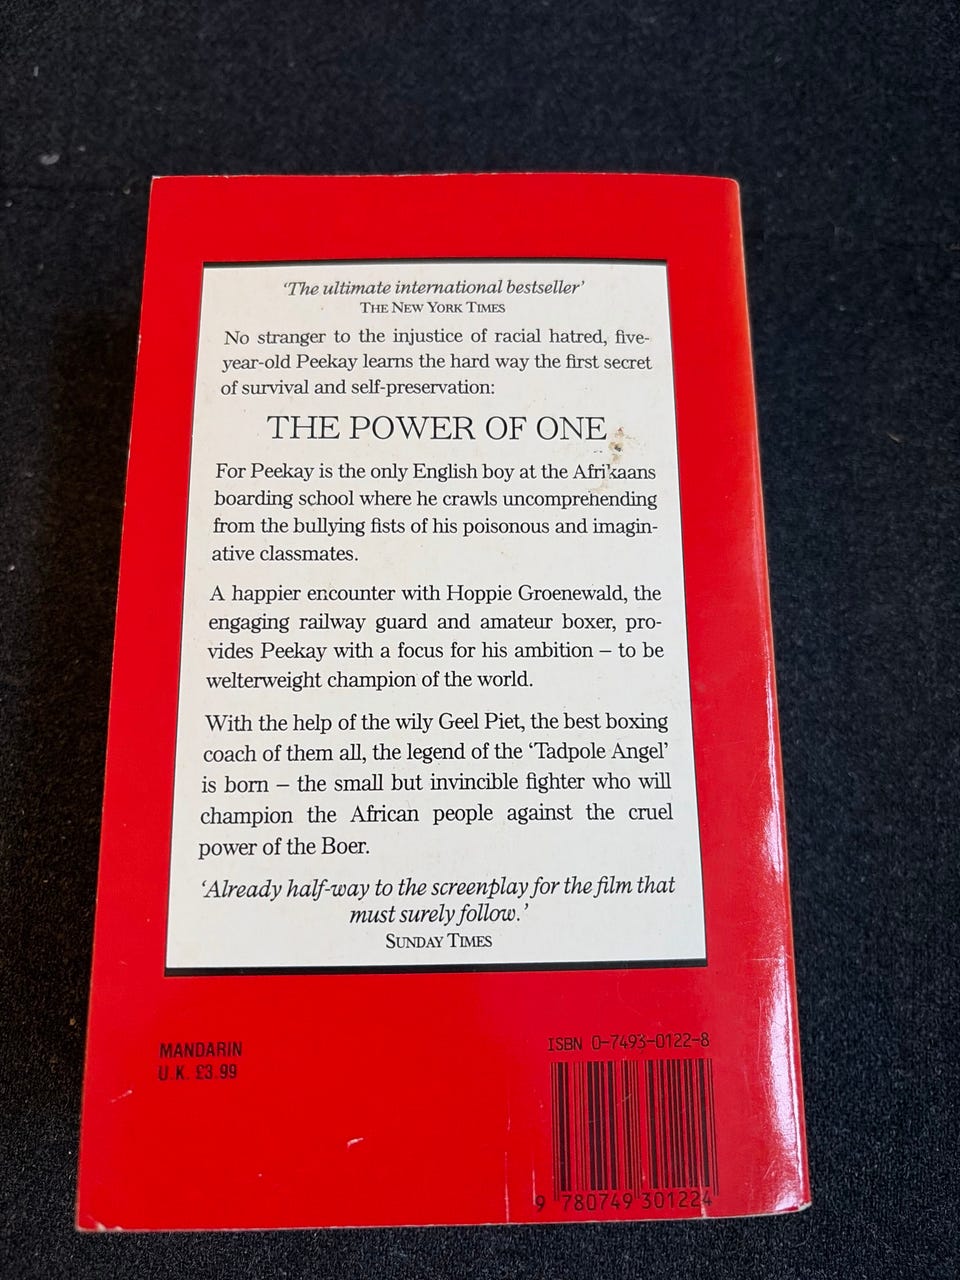 ‘The ultimate international bestseller’
THE NEW YORK TIMES
No stranger to the injustice of racial hatred, five-
year-old Peekay learns the hard way the first secret
of survival and self-preservation:
THE POWER OF ONE
For Peekay is the only English boy at the Afrikaans
boarding school where he crawls uncomprehending
from the bullying fists of his poisonous and imagin-
ative classmates.
A happier encounter with Hoppie Groenewald, the
engaging railway guard and amateur boxer, pro-
vides Peekay with a focus for his ambition – to be
welterweight champion of the world.
With the help of the wily Geel Piet, the best boxing
coach of them all, the legend of the ‘Tadpole Angel’
is born – the small but invincible fighter who will
champion the African people against the cruel
power of the Boer.
‘Already half-way to the screenplay for the film that
must surely follow.’
SUNDAY TIMES
MANDARIN
U.K. £3.99
ISBN 0-7493-0122-8
9 780749 301224